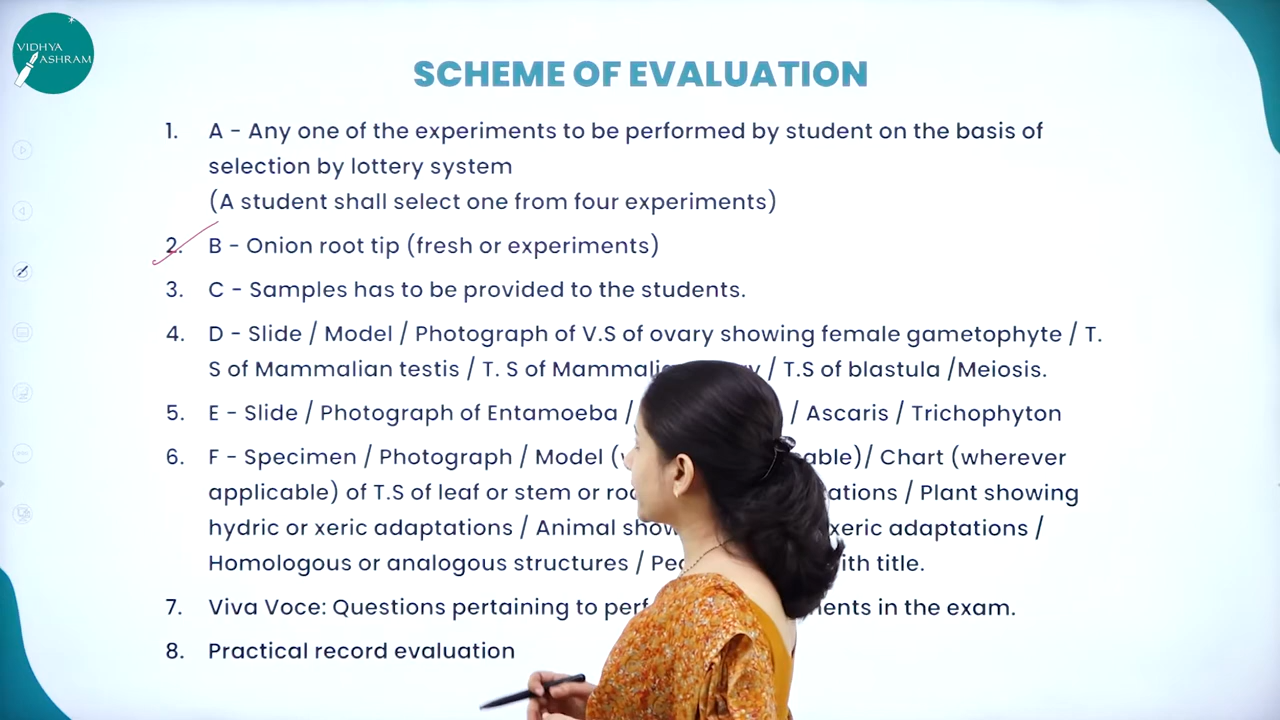 VIDHYA
ASHRAM
SCHEME OF EVALUATION
1. A - Any one of the experiments to be performed by student on the basis of
selection by lottery system
(A student shall select one from four experiments)
2. B - Onion root tip (fresh or experiments)
3. C - Samples has to be provided to the students.
4. D - Slide / Model / Photograph of V.S of ovary showing female gametophyte / T.
S of Mammalian testis / T. S of / T.S of blastula /Meiosis.
5. E - Slide / Photograph of Entamoeba / / Ascaris / Trichophyton
6. F - Specimen / Photograph / Model ( )/ Chart (wherever
applicable) of T.S of leaf or stem or / Plant showing
hydric or xeric adaptations / Animal xeric adaptations /
Homologous or analogous structures / title.
7. Viva Voce: Questions pertaining to in the exam.
8. Practical record evaluation